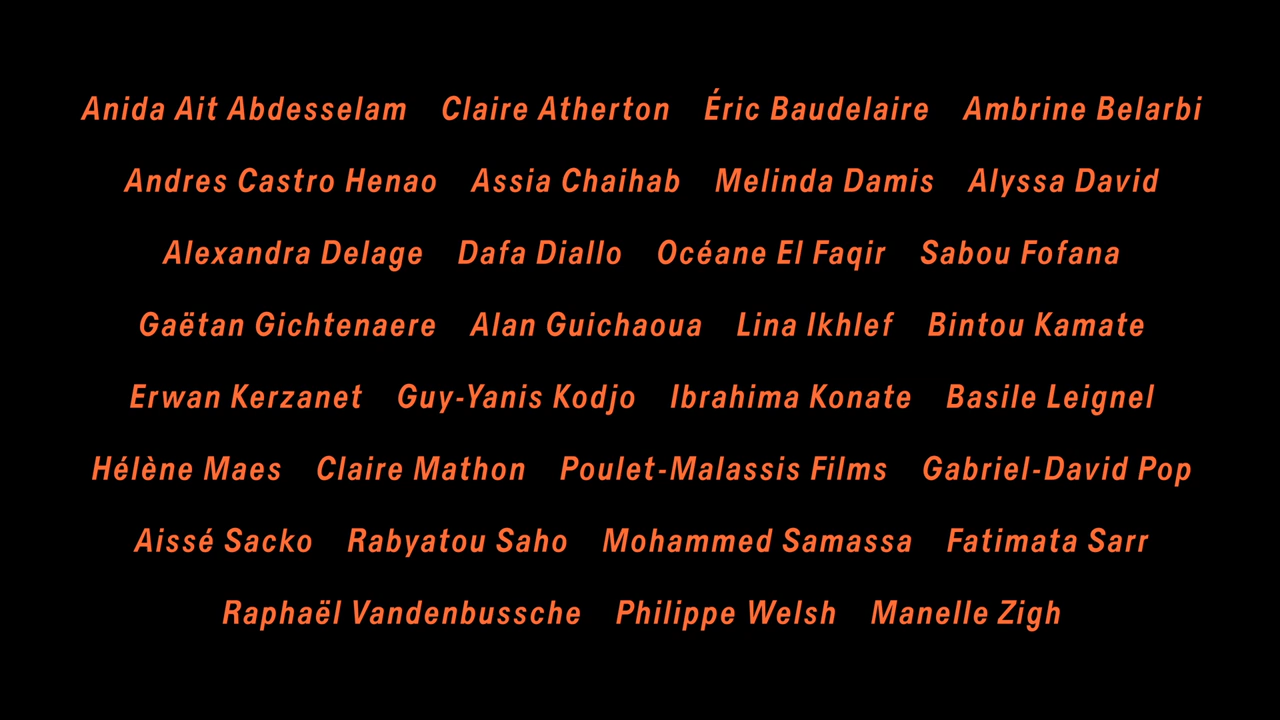 Anida Ait Abdesselam Claire Atherton Éric Baudelaire Ambrine Belarbi
Andres Castro Henao Assia Chaihab Melinda Damis Alyssa David
Alexandra Delage Dafa Diallo Océane El Faqir Sabou Fofana
Gaëtan Gichtenaere Alan Guichaoua Lina Ikhlef Bintou Kamate
Erwan Kerzanet Guy-Yanis Kodjo Ibrahima Konate Basile Leignel
Hélène Maes Claire Mathon Poulet-Malassis Films Gabriel-David Pop
Aissé Sacko Rabyatou Saho Mohammed Samassa Fatimata Sarr
Raphaël Vandenbussche Philippe Welsh Manelle Zigh